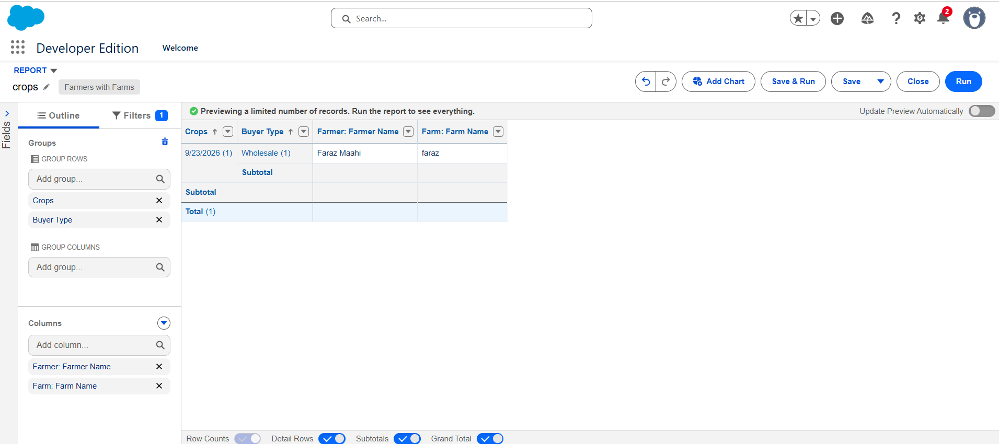 Search...
2
Developer Edition
Welcome
REPORT
crops
Farmers with Farms
Add Chart
Save & Run
Save
Close
Run
Fields
Outline
Filters 1
Previewing a limited number of records. Run the report to see everything.
Update Preview Automatically
Groups
GROUP ROWS
Add group...
Crops
Buyer Type
GROUP COLUMNS
Add group...
Columns
Add column...
Farmer: Farmer Name
Farm: Farm Name
Crops Buyer Type Farmer: Farmer Name Farm: Farm Name
9/23/2026 (1) Wholesale (1) Faraz Maahi faraz
Subtotal
Subtotal
Total (1)
Row Counts Detail Rows Subtotals Grand Total